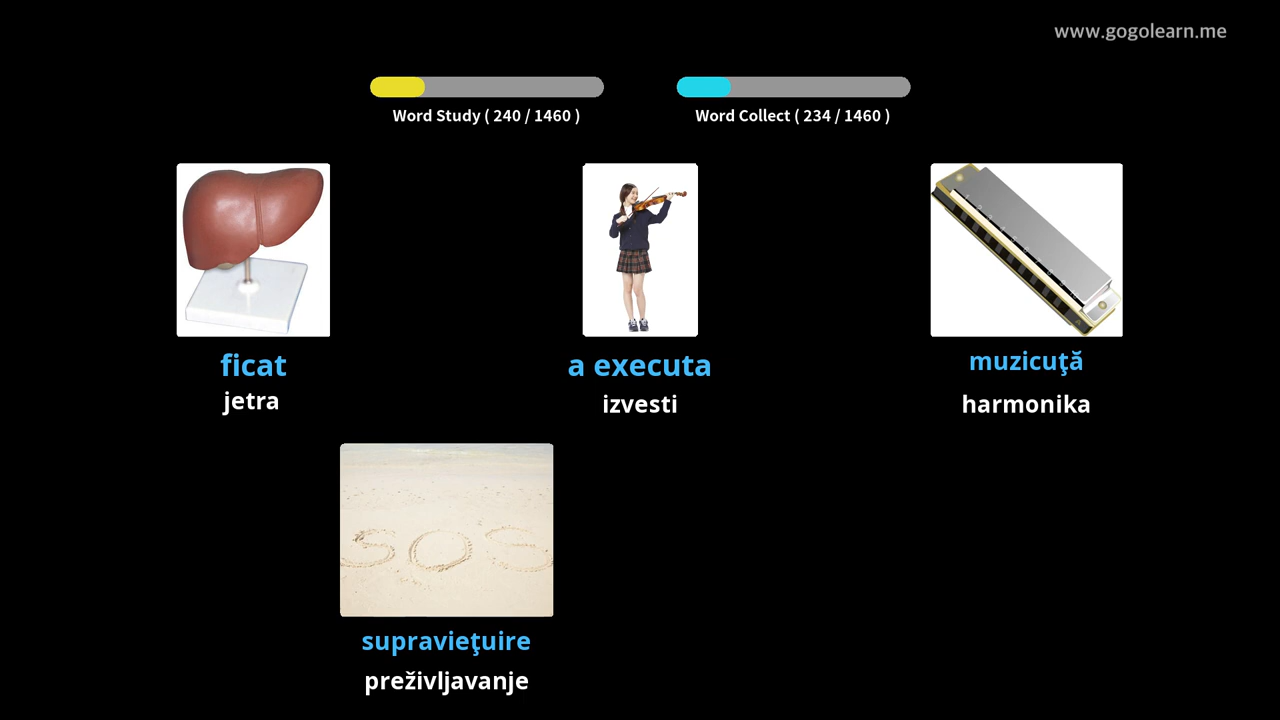 www.gogolearn.me
Word Study ( 240 / 1460 )
Word Collect ( 234 / 1460 )
ficat
jetra
a executa
izvesti
muzicuţă
harmonika
SOS
supravieţuire
preživljavanje